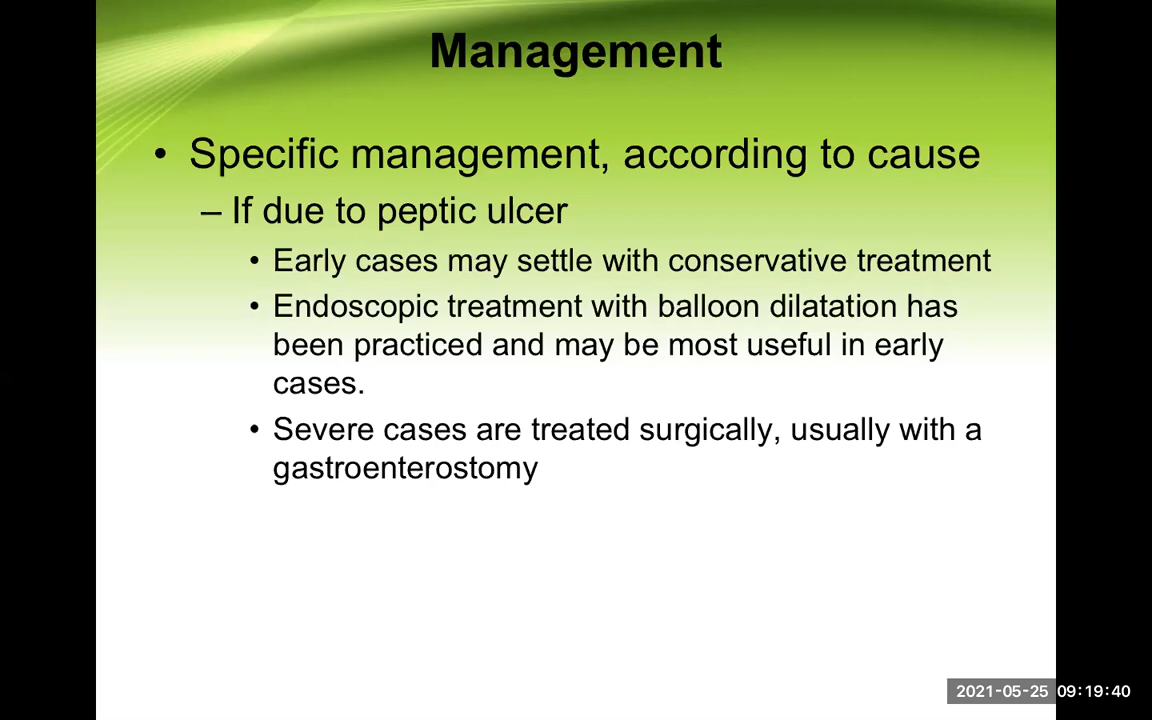 Management
• Specific management, according to cause
– If due to peptic ulcer
• Early cases may settle with conservative treatment
• Endoscopic treatment with balloon dilatation has
been practiced and may be most useful in early
cases.
• Severe cases are treated surgically, usually with a
gastroenterostomy
2021-05-25 09:19:40